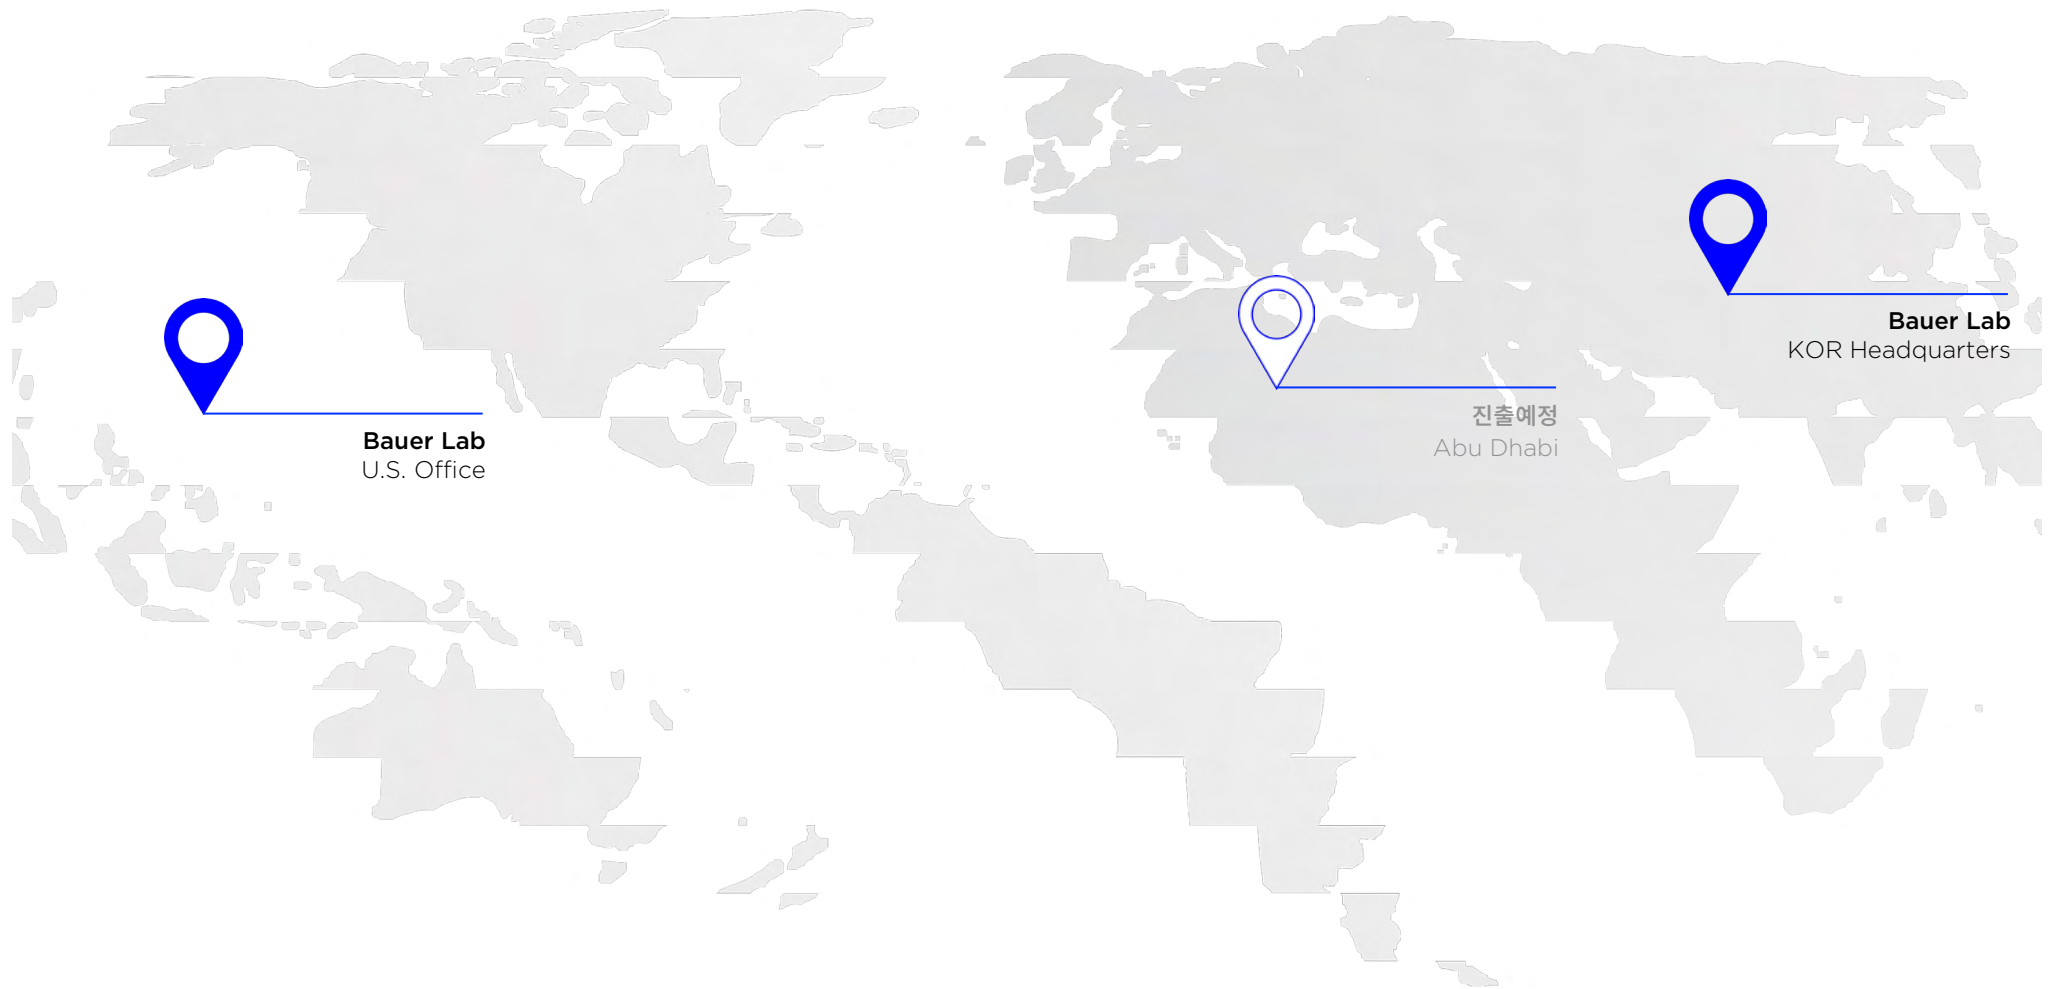 Bauer Lab
KOR Headquarters
진출예정
Abu Dhabi
Bauer Lab
U.S. Office